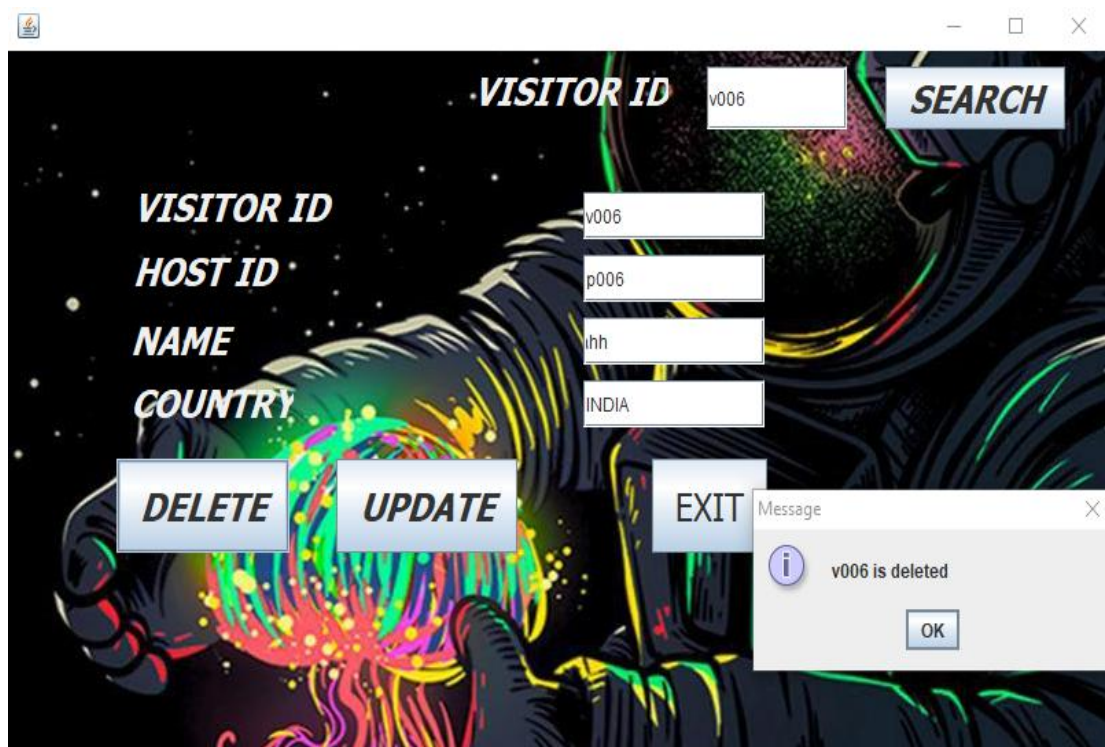 VISITOR ID v006 SEARCH
VISITOR ID v006
HOST ID p006
NAME hh
COUNTRY INDIA
DELETE UPDATE EXIT
Message
v006 is deleted
OK